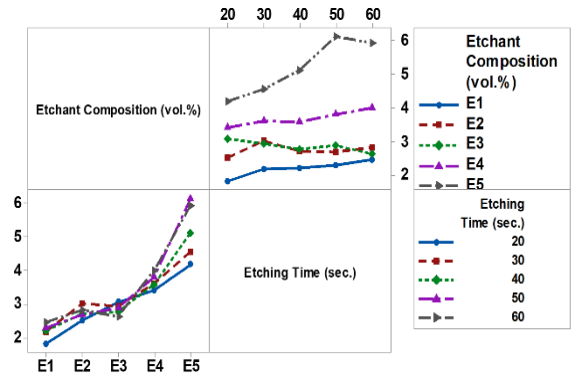 20 30 40 50 60
Etchant Composition (vol.%)
6
5
4
3
2
Etchant
Composition
(vol.%)
E1
E2
E3
E4
E5
6
5
4
3
2
E1 E2 E3 E4 E5
Etching Time (sec.)
Etching
Time (sec.)
20
30
40
50
60